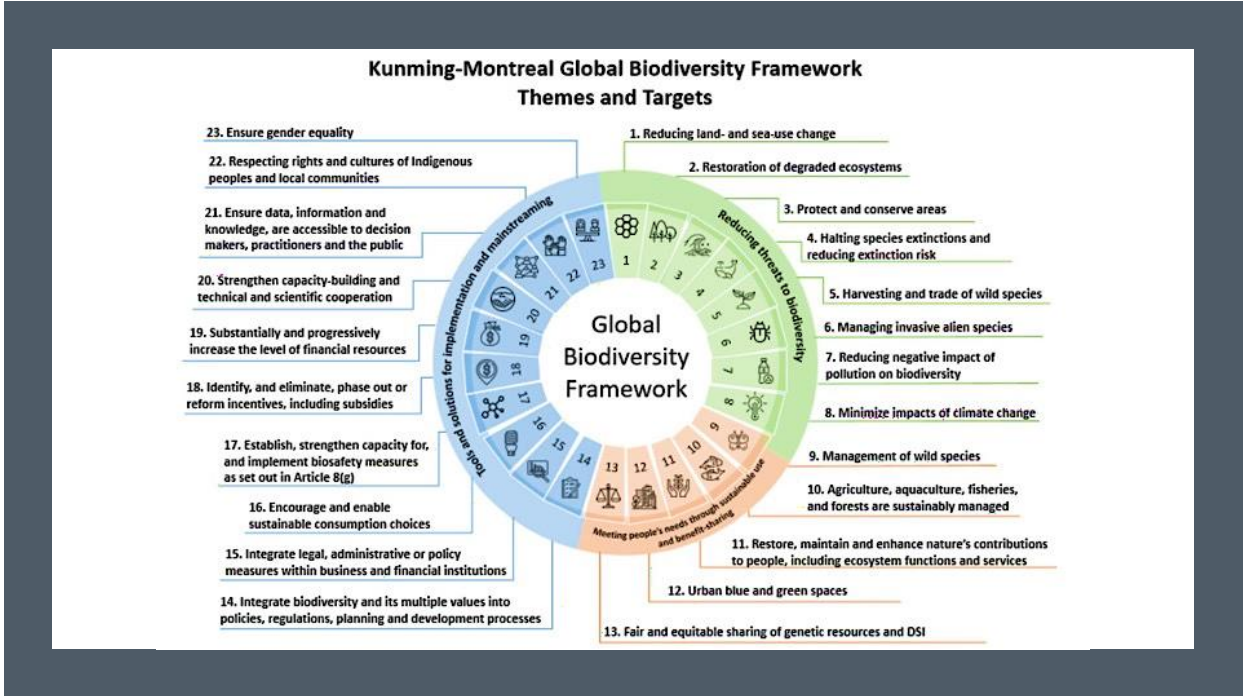 Kunming-Montreal Global Biodiversity Framework
Themes and Targets
23. Ensure gender equality
22. Respecting rights and cultures of Indigenous
peoples and local communities
21. Ensure data, information and
knowledge, are accessible to decision
makers, practitioners and the public
20. Strengthen capacity-building and
technical and scientific cooperation
19. Substantially and progressively
increase the level of financial resources
18. Identify, and eliminate, phase out or
reform incentives, including subsidies
17. Establish, strengthen capacity for,
and implement biosafety measures
as set out in Article 8(g)
16. Encourage and enable
sustainable consumption choices
15. Integrate legal, administrative or policy
measures within business and financial institutions
14. Integrate biodiversity and its multiple values into
policies, regulations, planning and development processes
1. Reducing land- and sea-use change
2. Restoration of degraded ecosystems
3. Protect and conserve areas
4. Halting species extinctions and
reducing extinction risk
5. Harvesting and trade of wild species
6. Managing invasive alien species
7. Reducing negative impact of
pollution on biodiversity
8. Minimize impacts of climate change
9. Management of wild species
10. Agriculture, aquaculture, fisheries,
and forests are sustainably managed
11. Restore, maintain and enhance nature's contributions
to people, including ecosystem functions and services
12. Urban blue and green spaces
13. Fair and equitable sharing of genetic resources and DSI
Tools and solutions for implementation and mainstreaming
Reducing threats to biodiversity
Meeting people's needs through sustainable use
and benefit-sharing
1
2
3
4
5
6
7
8
9
10
11
12
13
14
15
16
17
18
19
20
21
22
23
Global
Biodiversity
Framework